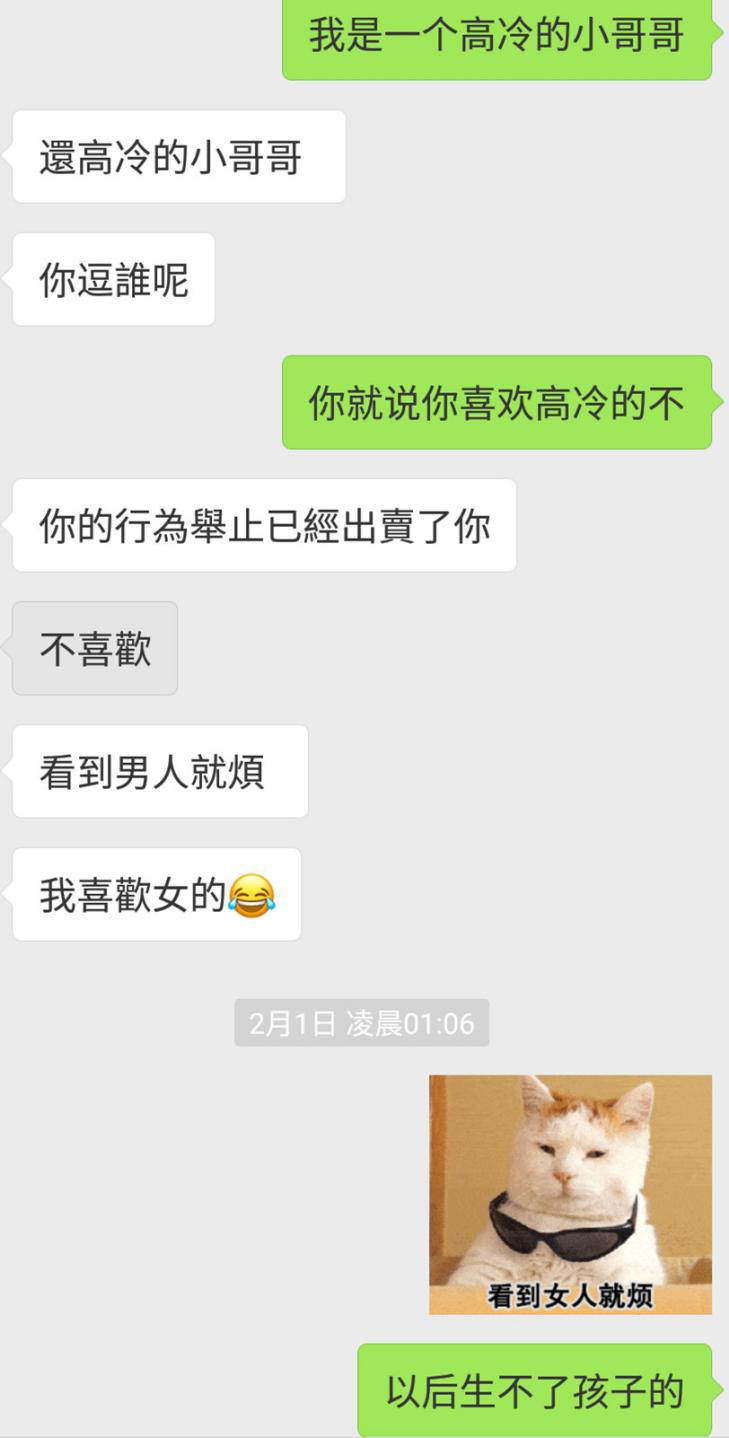 我是一个高冷的小哥哥
還高冷的小哥哥
你逗誰呢
你就说你喜欢高冷的不
你的行為舉止已經出賣了你
不喜歡
看到男人就煩
我喜歡女的😂
2月1日 凌晨01:06
看到女人就烦
以后生不了孩子的